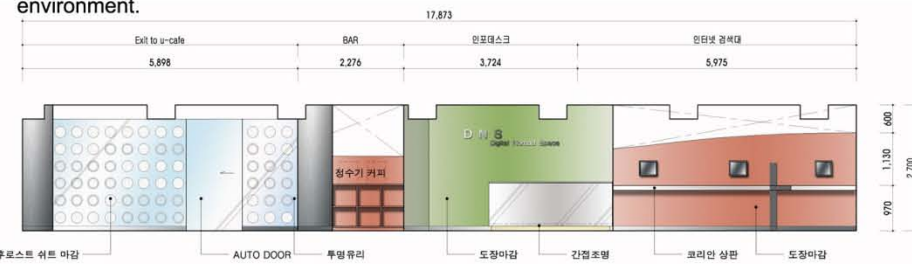 environment.
17,873
Exit to u-cafe BAR 인포데스크 인터넷 검색대
5,898 2,276 3,724 5,975
DNS
Digital Nomad Space
정수기 커피
600
1,130
970
2,700
후로스트 쉬트 마감 AUTO DOOR 투명유리 도장마감 간접조명 코리안 상판 도장마감